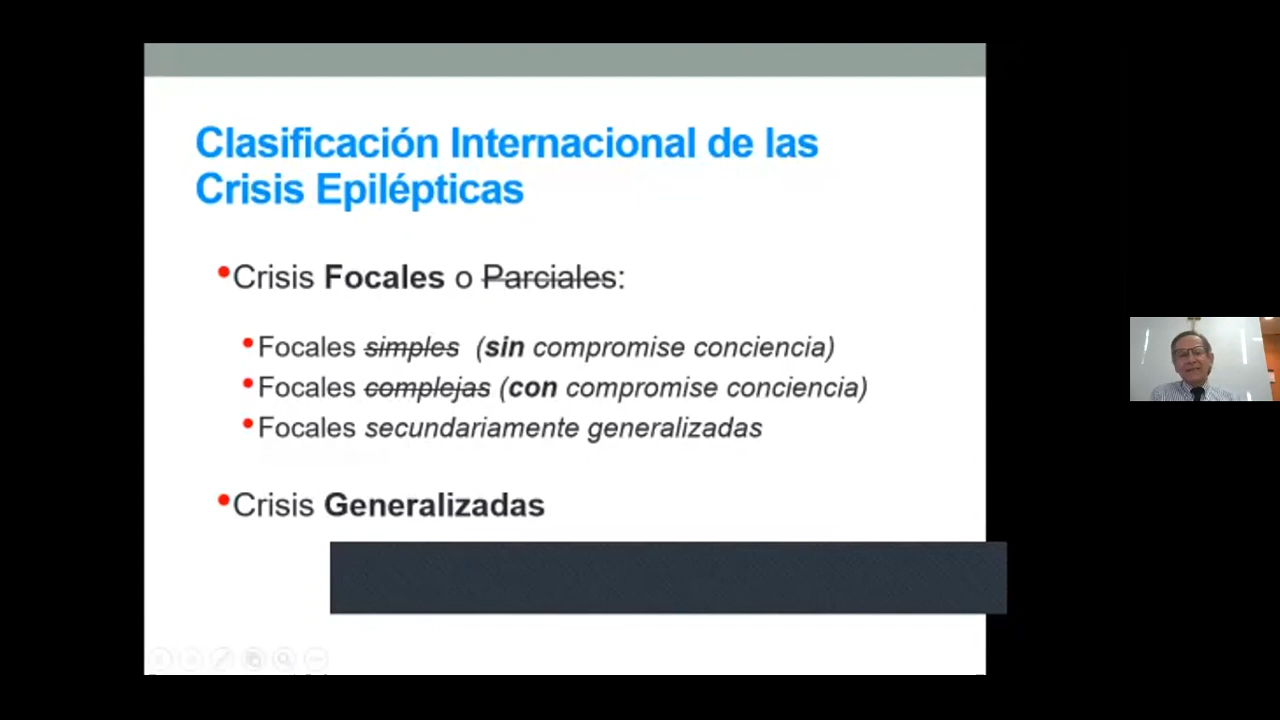 Clasificación Internacional de las
Crisis Epilépticas
•Crisis Focales o Parciales:
•Focales simples (sin compromise conciencia)
•Focales complejas (con compromise conciencia)
•Focales secundariamente generalizadas
•Crisis Generalizadas